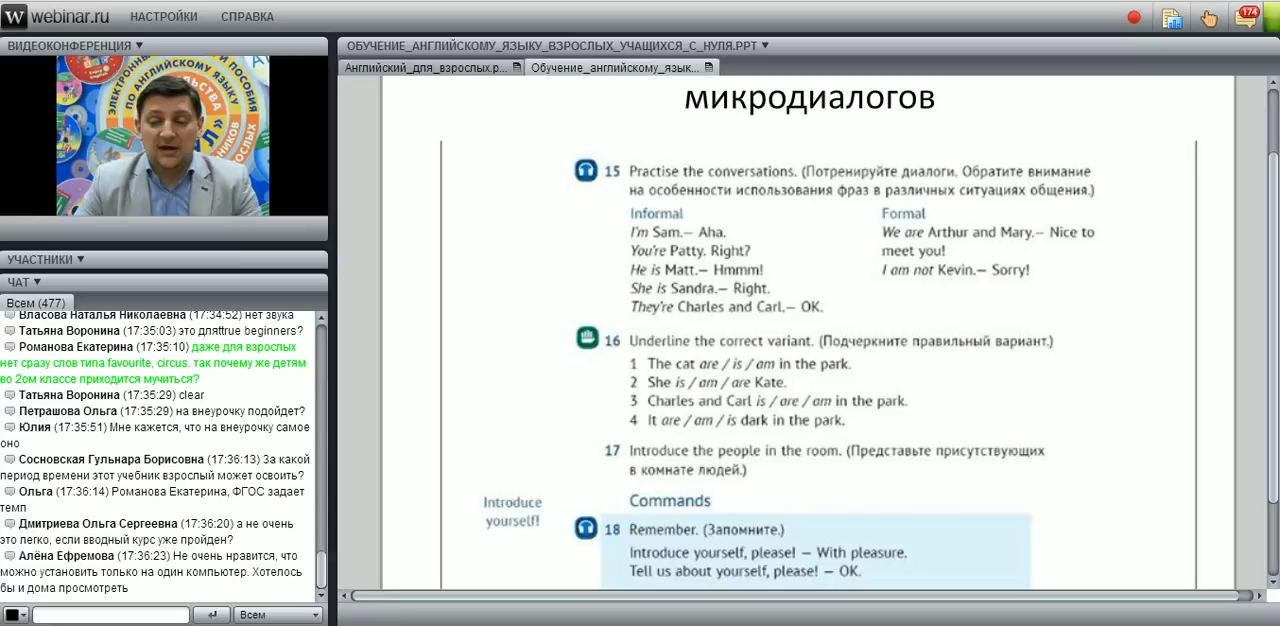 W webinar.ru НАСТРОЙКИ СПРАВКА
174
ВИДЕОКОНФЕРЕНЦИЯ
ЭЛЕКТРОННЫЕ ПОСОБИЯ
ПО АНГЛИЙСКОМУ ЯЗЫКУ
УЧАСТНИКИ
ЧАТ
Всем (477)
Власова Наталья Николаевна (17:34:52) нет звука
Татьяна Воронина (17:35:03) это дляtrue beginners?
Романова Екатерина (17:35:10) даже для взрослых
нет сразу слов типа favourite, circus. так почему же детям
во 2ом классе приходится мучиться?
Татьяна Воронина (17:35:29) clear
Петрашова Ольга (17:35:29) на внеурочку подойдет?
Юлия (17:35:51) Мне кажется, что на внеурочку самое
оно
Сосновская Гульнара Борисовна (17:36:13) За какой
период времени этот учебник взрослый может освоить?
Ольга (17:36:14) Романова Екатерина, ФГОС задает
темп
Дмитриева Ольга Сергеевна (17:36:20) а не очень
это легко, если вводный курс уже пройден?
Алёна Ефремова (17:36:23) Не очень нравится, что
можно установить только на один компьютер. Хотелось
бы и дома просмотреть
Всем
ОБУЧЕНИЕ_АНГЛИЙСКОМУ_ЯЗЫКУ_ВЗРОСЛЫХ_УЧАЩИХСЯ_С_НУЛЯ.PPT
Английский_для_взрослых.p... Обучение_английскому_язык...
микродиалогов
15 Practise the conversations. (Потренируйте диалоги. Обратите внимание
на особенности использования фраз в различных ситуациях общения.)
Informal
I'm Sam.– Aha.
You're Patty. Right?
He is Matt.– Hmmm!
She is Sandra.– Right.
They're Charles and Carl.– OK.
Formal
We are Arthur and Mary.– Nice to
meet you!
I am not Kevin.– Sorry!
16 Underline the correct variant. (Подчеркните правильный вариант.)
1 The cat are / is / am in the park.
2 She is / am / are Kate.
3 Charles and Carl is / are / am in the park.
4 It are / am / is dark in the park.
17 Introduce the people in the room. (Представьте присутствующих
в комнате людей.)
Introduce
yourself!
Commands
18 Remember. (Запомните.)
Introduce yourself, please! – With pleasure.
Tell us about yourself, please! – OK.